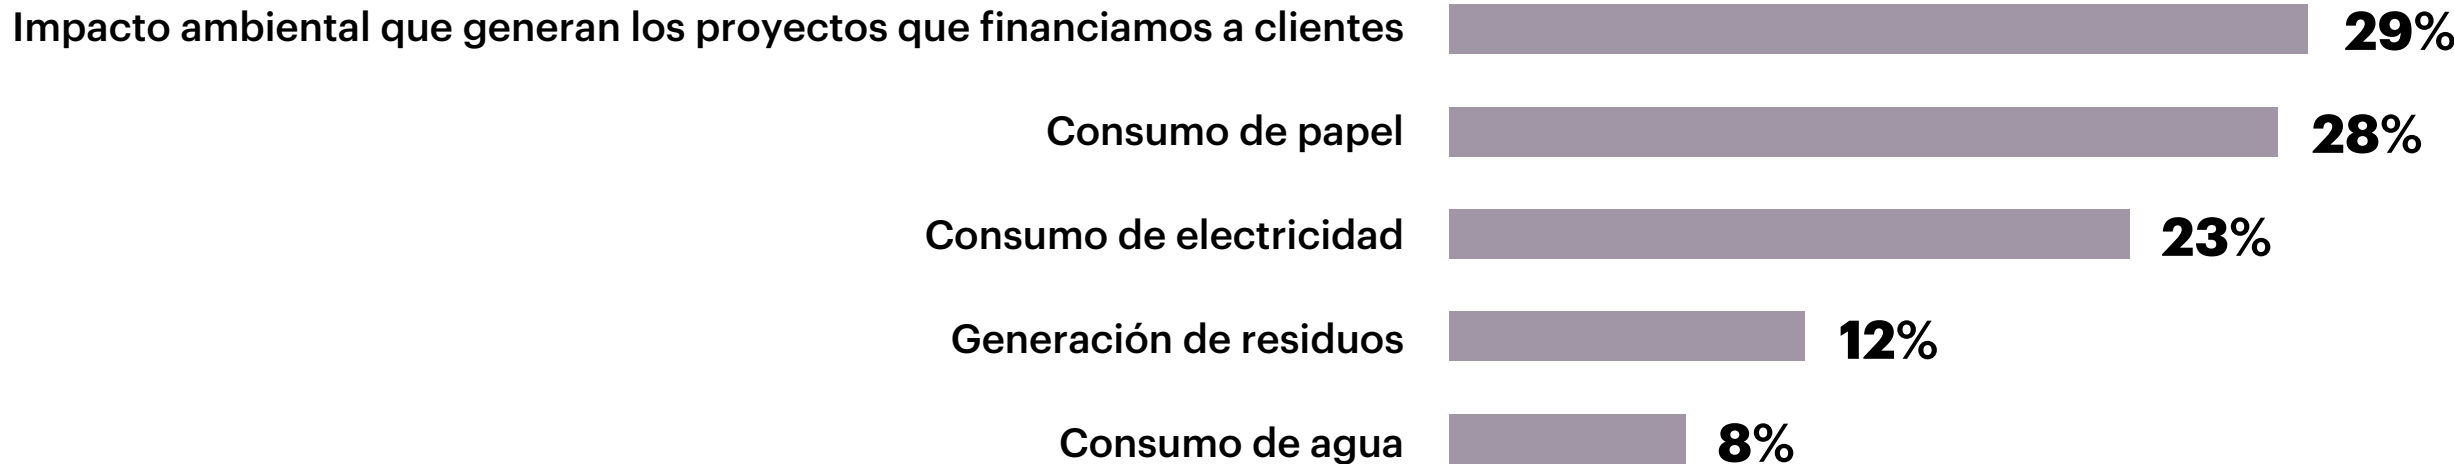 Impacto ambiental que generan los proyectos que financiamos a clientes 29%
Consumo de papel 28%
Consumo de electricidad 23%
Generación de residuos 12%
Consumo de agua 8%